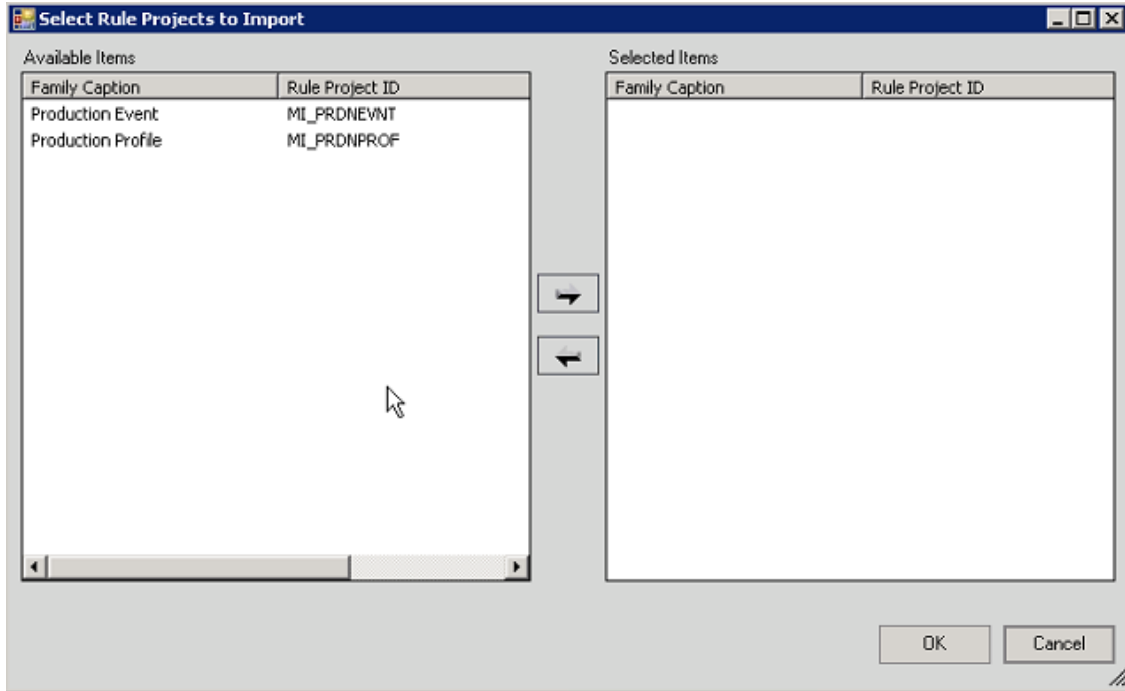 Select Rule Projects to Import
Available Items
Family Caption Rule Project ID
Production Event MI_PRDNEVNT
Production Profile MI_PRDNPROF
Selected Items
Family Caption Rule Project ID
OK Cancel